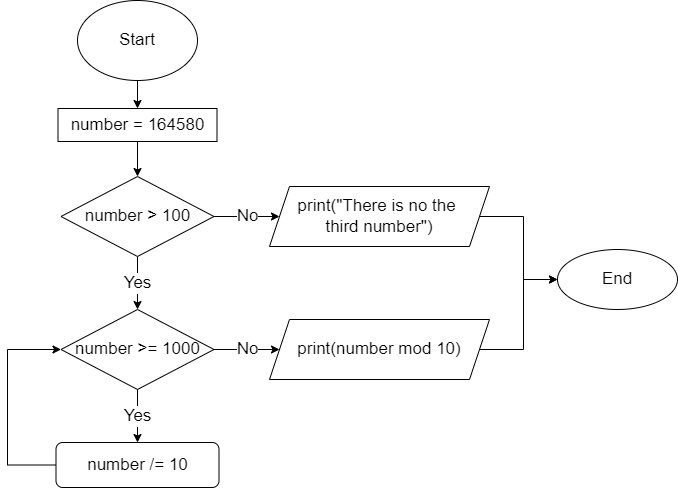 Start
number = 164580
number > 100
No
print("There is no the
third number")
End
Yes
number >= 1000
No
print(number mod 10)
Yes
number /= 10